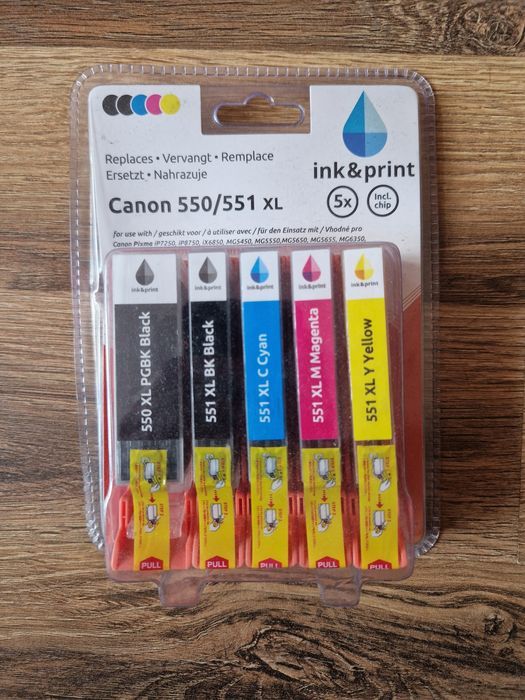 Replaces • Vervangt • Remplace
Ersetzt • Nahrazuje
Canon 550/551 XL
ink&print
5x
Incl.
chip
for use with / geschikt voor / à utiliser avec / für den Einsatz mit / Vhodné pro
Canon Pixma iP7250, iP8750, iX6850, MG5450, MG5550, MG5650, MG5655, MG6350,
ink&print
ink&print
ink&print
ink&print
ink&print
550 XL PGBK Black
551 XL BK Black
551 XL C Cyan
551 XL M Magenta
551 XL Y Yellow
PULL
PULL
PULL
PULL
PULL